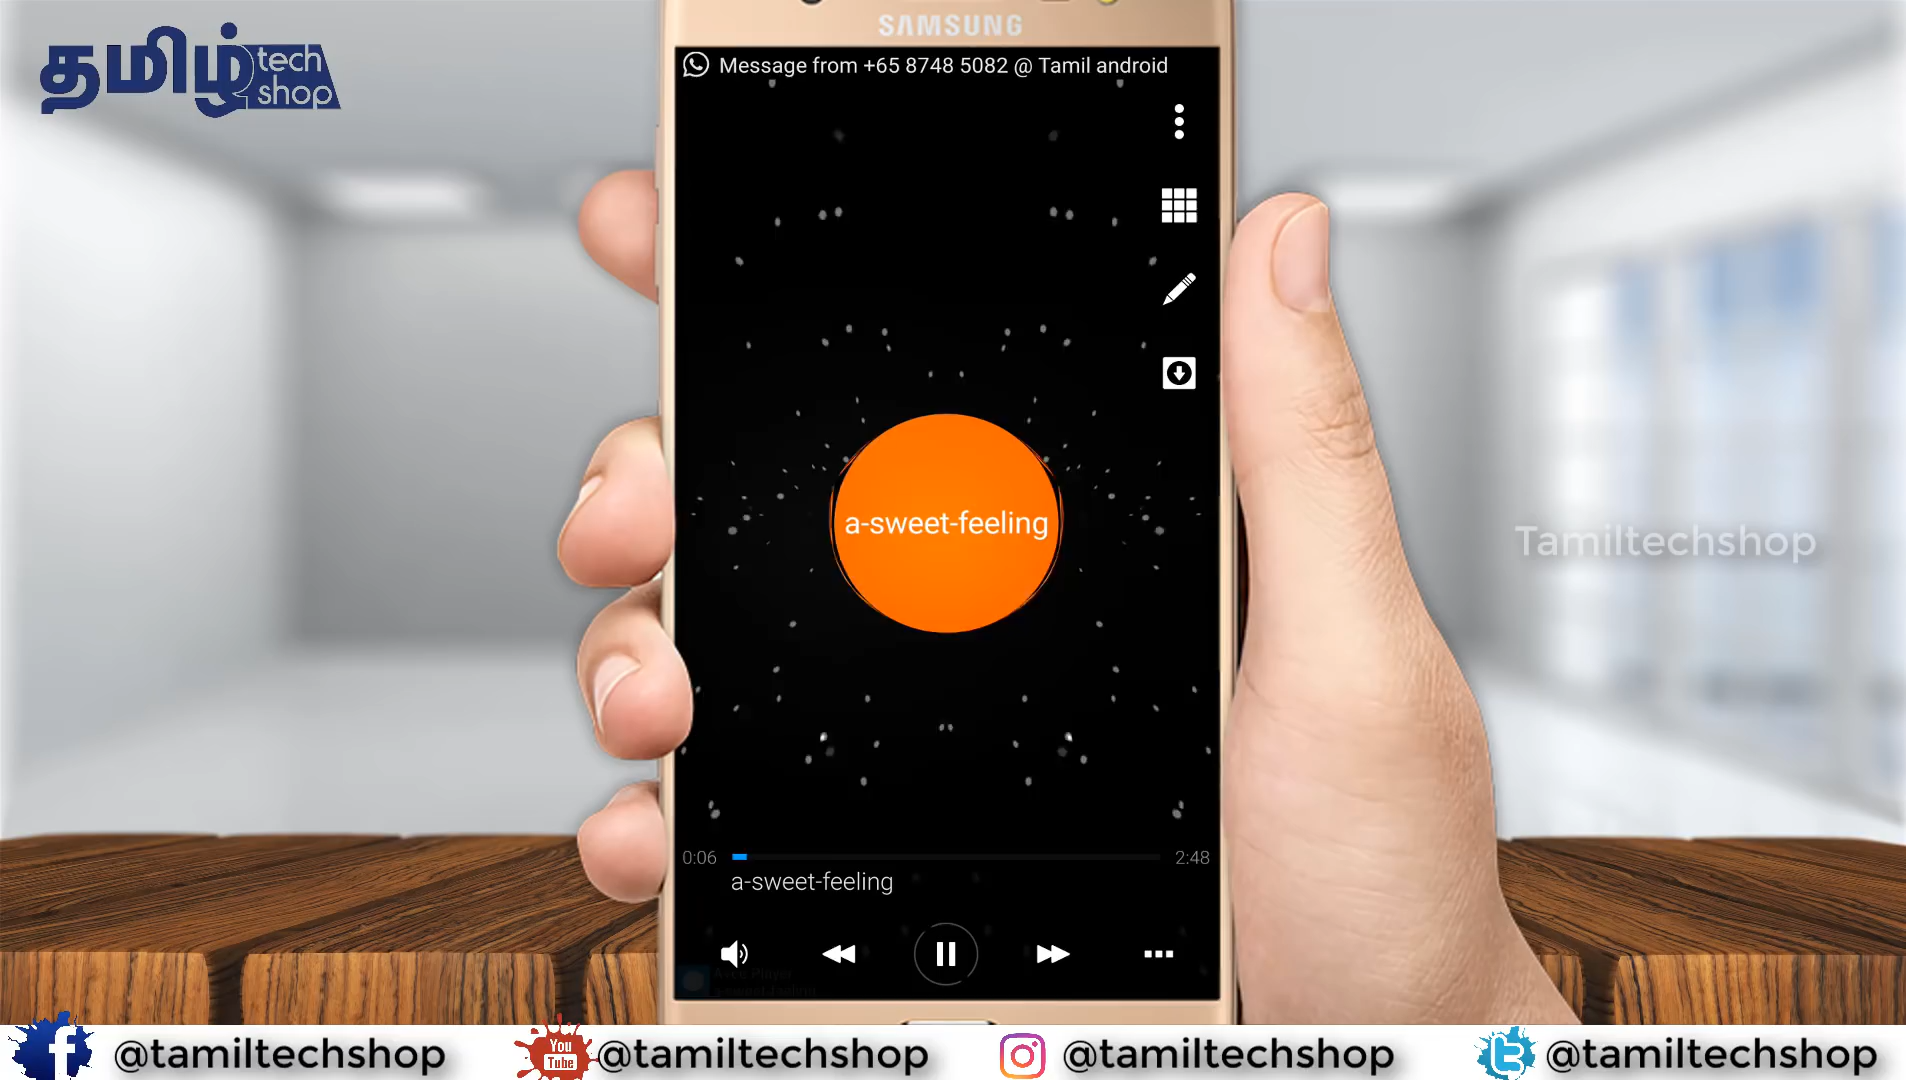 தமிழ் tech shop
SAMSUNG
Message from +65 8748 5082 @ Tamil android
a-sweet-feeling
Tamiltechshop
0:06
2:48
a-sweet-feeling
f @tamiltechshop
You Tube @tamiltechshop
@tamiltechshop
@tamiltechshop